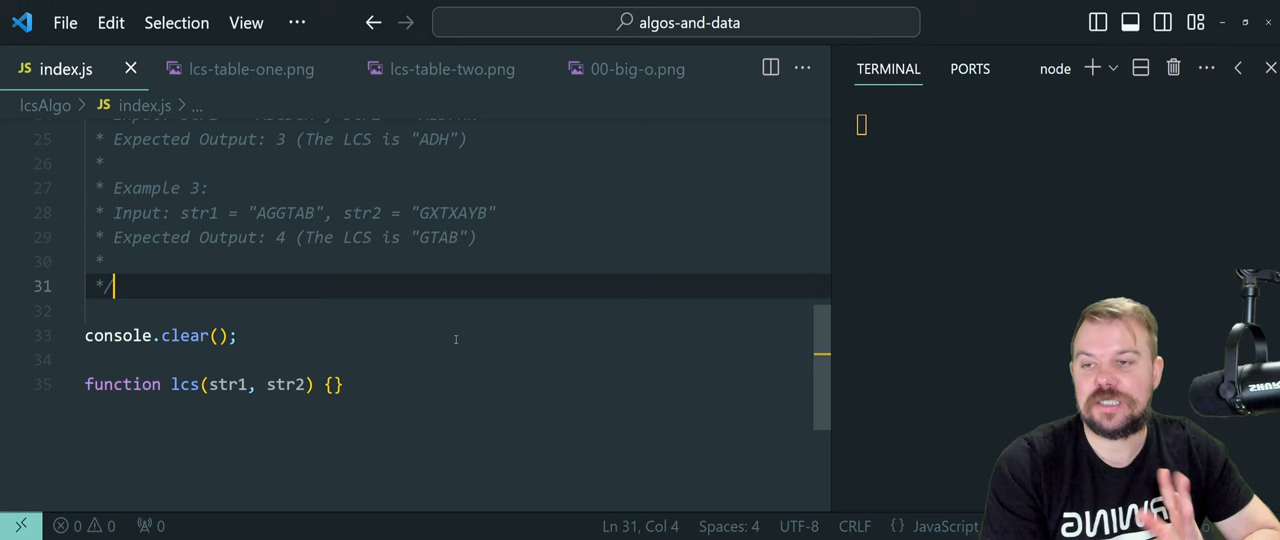 File Edit Selection View ··· algos-and-data
JS index.js lcs-table-one.png lcs-table-two.png 00-big-o.png ··· TERMINAL PORTS node ···
lcsAlgo > JS index.js > ...
25 * Expected Output: 3 (The LCS is "ADH")
26 *
27 * Example 3:
28 * Input: str1 = "AGGTAB", str2 = "GXTXAYB"
29 * Expected Output: 4 (The LCS is "GTAB")
30 *
31 */
32
33 console.clear();
34
35 function lcs(str1, str2) {}
0 0 0 Ln 31, Col 4 Spaces: 4 UTF-8 CRLF {} JavaScript